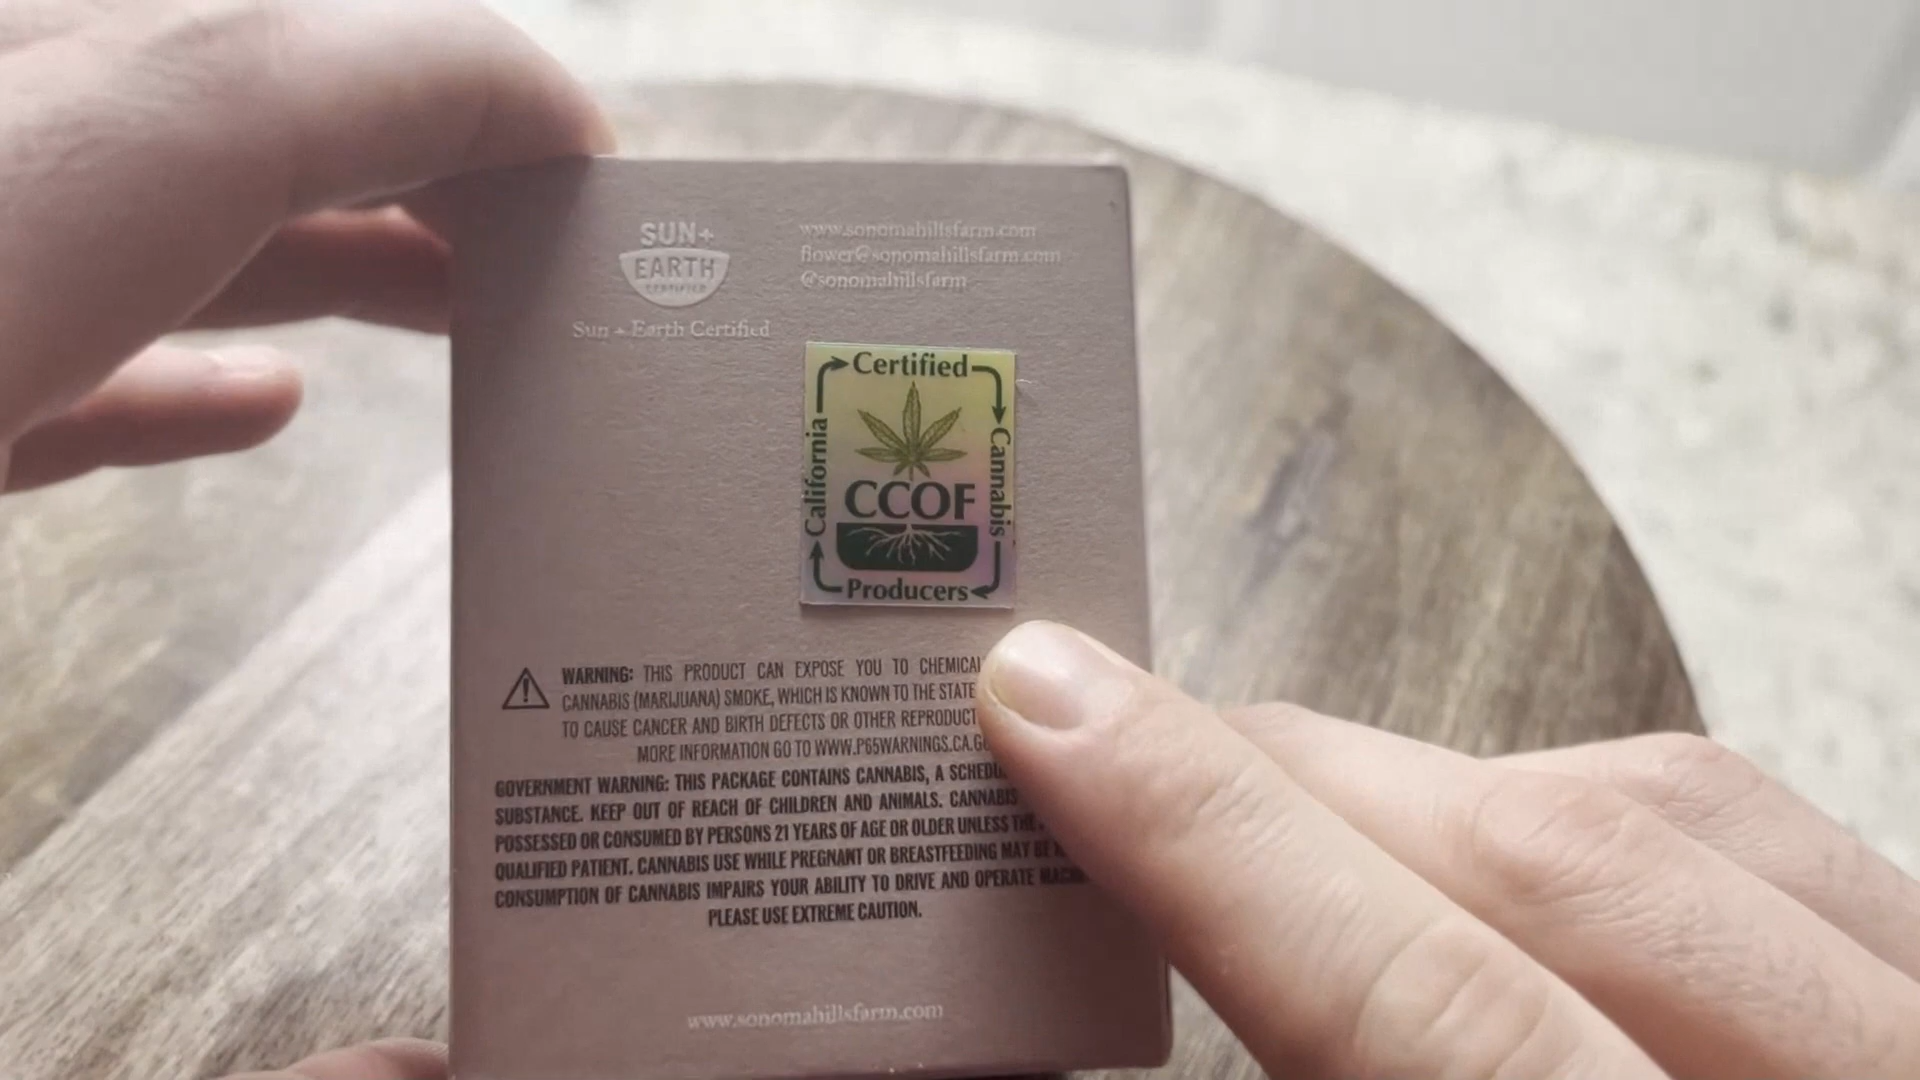 SUN+
EARTH
CERTIFIED
Sun + Earth Certified
www.sonomahillsfarm.com
flower@sonomahillsfarm.com
@sonomahillsfarm
Certified
Cannabis
Producers
California
CCOF
WARNING: THIS PRODUCT CAN EXPOSE YOU TO CHEMICAL
CANNABIS (MARIJUANA) SMOKE, WHICH IS KNOWN TO THE STATE
TO CAUSE CANCER AND BIRTH DEFECTS OR OTHER REPRODUCT
MORE INFORMATION GO TO WWW.P65WARNINGS.CA.GO
GOVERNMENT WARNING: THIS PACKAGE CONTAINS CANNABIS, A SCHEDU
SUBSTANCE. KEEP OUT OF REACH OF CHILDREN AND ANIMALS. CANNABIS
POSSESSED OR CONSUMED BY PERSONS 21 YEARS OF AGE OR OLDER UNLESS THE
QUALIFIED PATIENT. CANNABIS USE WHILE PREGNANT OR BREASTFEEDING MAY BE
CONSUMPTION OF CANNABIS IMPAIRS YOUR ABILITY TO DRIVE AND OPERATE MACH
PLEASE USE EXTREME CAUTION.
www.sonomahillsfarm.com